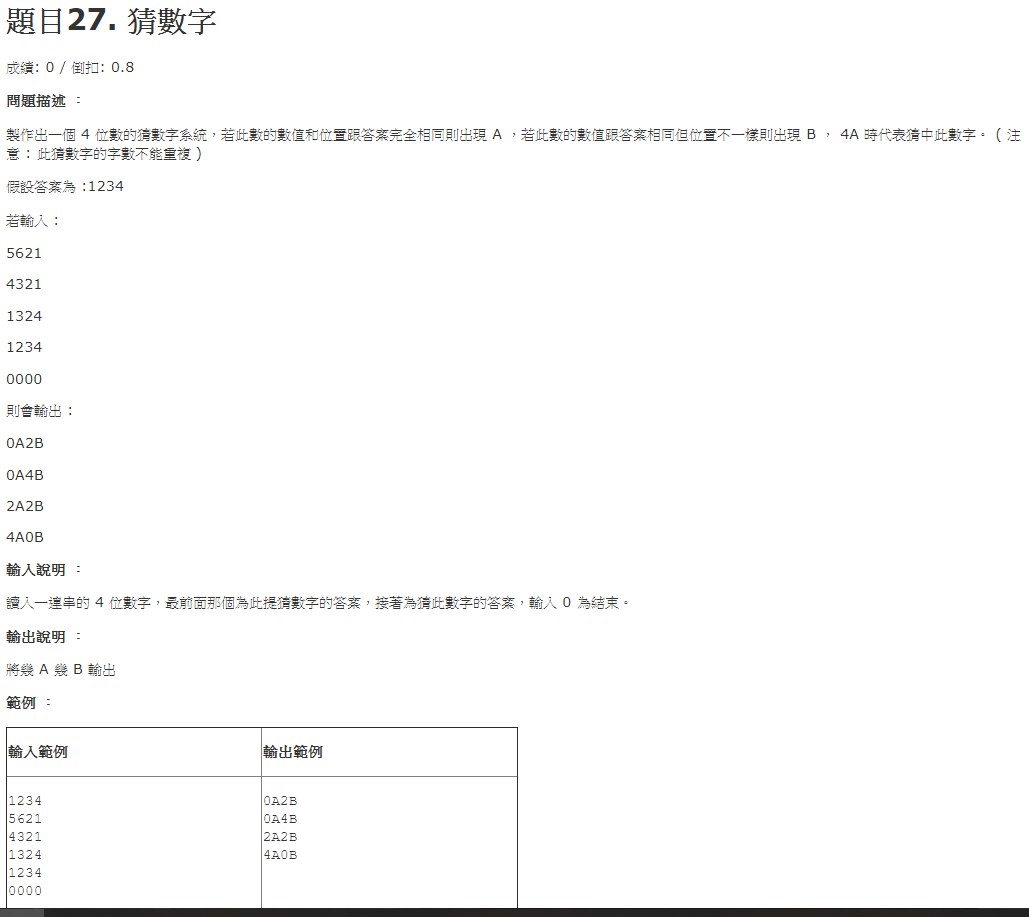 題目27. 猜數字
成績: 0 / 倒扣: 0.8
問題描述 ：
製作出一個 4 位數的猜數字系統，若此數的數值和位置跟答案完全相同則出現 A ，若此數的數值跟答案相同但位置不一樣則出現 B ， 4A 時代表猜中此數字。 ( 注
意：此猜數字的字數不能重複 )
假設答案為 :1234
若輸入：
5621
4321
1324
1234
0000
則會輸出：
0A2B
0A4B
2A2B
4A0B
輸入說明 ：
讀入一連串的 4 位數字，最前面那個為此提猜數字的答案，接著為猜此數字的答案，輸入 0 為結束。
輸出說明 ：
將幾 A 幾 B 輸出
範例 ：
輸入範例
輸出範例
1234
5621
4321
1324
1234
0000
0A2B
0A4B
2A2B
4A0B